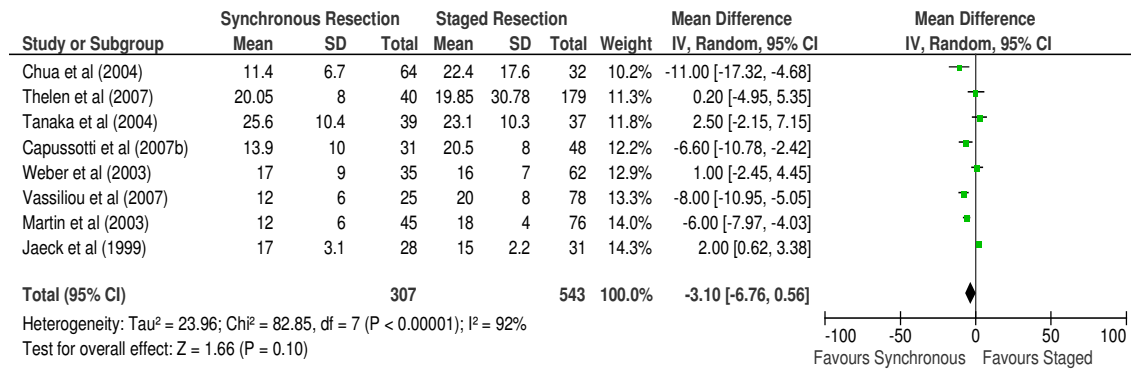 Synchronous Resection Staged Resection Mean Difference Mean Difference
Study or Subgroup Mean SD Total Mean SD Total Weight IV, Random, 95% CI IV, Random, 95% CI
Chua et al (2004) 11.4 6.7 64 22.4 17.6 32 10.2% -11.00 [-17.32, -4.68]
Thelen et al (2007) 20.05 8 40 19.85 30.78 179 11.3% 0.20 [-4.95, 5.35]
Tanaka et al (2004) 25.6 10.4 39 23.1 10.3 37 11.8% 2.50 [-2.15, 7.15]
Capussotti et al (2007b) 13.9 10 31 20.5 8 48 12.2% -6.60 [-10.78, -2.42]
Weber et al (2003) 17 9 35 16 7 62 12.9% 1.00 [-2.45, 4.45]
Vassiliou et al (2007) 12 6 25 20 8 78 13.3% -8.00 [-10.95, -5.05]
Martin et al (2003) 12 6 45 18 4 76 14.0% -6.00 [-7.97, -4.03]
Jaeck et al (1999) 17 3.1 28 15 2.2 31 14.3% 2.00 [0.62, 3.38]
Total (95% CI) 307 543 100.0% -3.10 [-6.76, 0.56]
Heterogeneity: Tau² = 23.96; Chi² = 82.85, df = 7 (P < 0.00001); I² = 92%
Test for overall effect: Z = 1.66 (P = 0.10)
-100 -50 0 50 100
Favours Synchronous Favours Staged